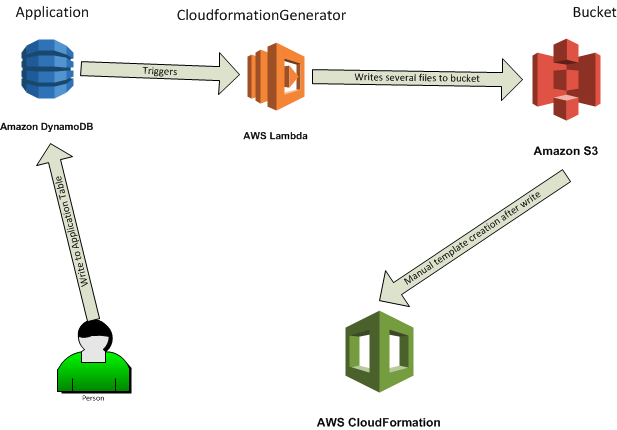 Application
CloudformationGenerator
Bucket
Triggers
Writes several files to bucket
Amazon DynamoDB
AWS Lambda
Amazon S3
Write to Application Table
Manual template creation after write
Person
AWS CloudFormation